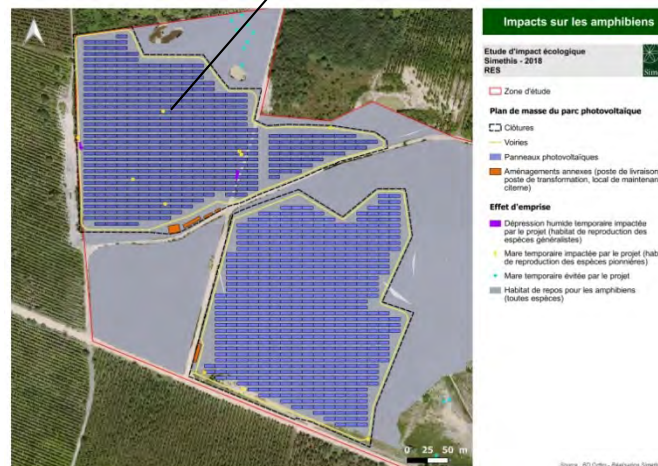 Impacts sur les amphibiens
Etude d'impact écologique
Simethis - 2018
RES
Zone d'étude
Plan de masse du parc photovoltaïque
Clôtures
Voiries
Panneaux photovoltaïques
Aménagements annexes (poste de livraison
poste de transformation, local de maintenan
citerne)
Effet d'emprise
Dépression humide temporaire impactée
par le projet (habitat de reproduction des
espèces généralistes)
Mare temporaire impactée par le projet (hab
de reproduction des espèces pionnières)
Mare temporaire évitée par le projet
Habitat de repos pour les amphibiens
(toutes espèces)
0 25 50 m